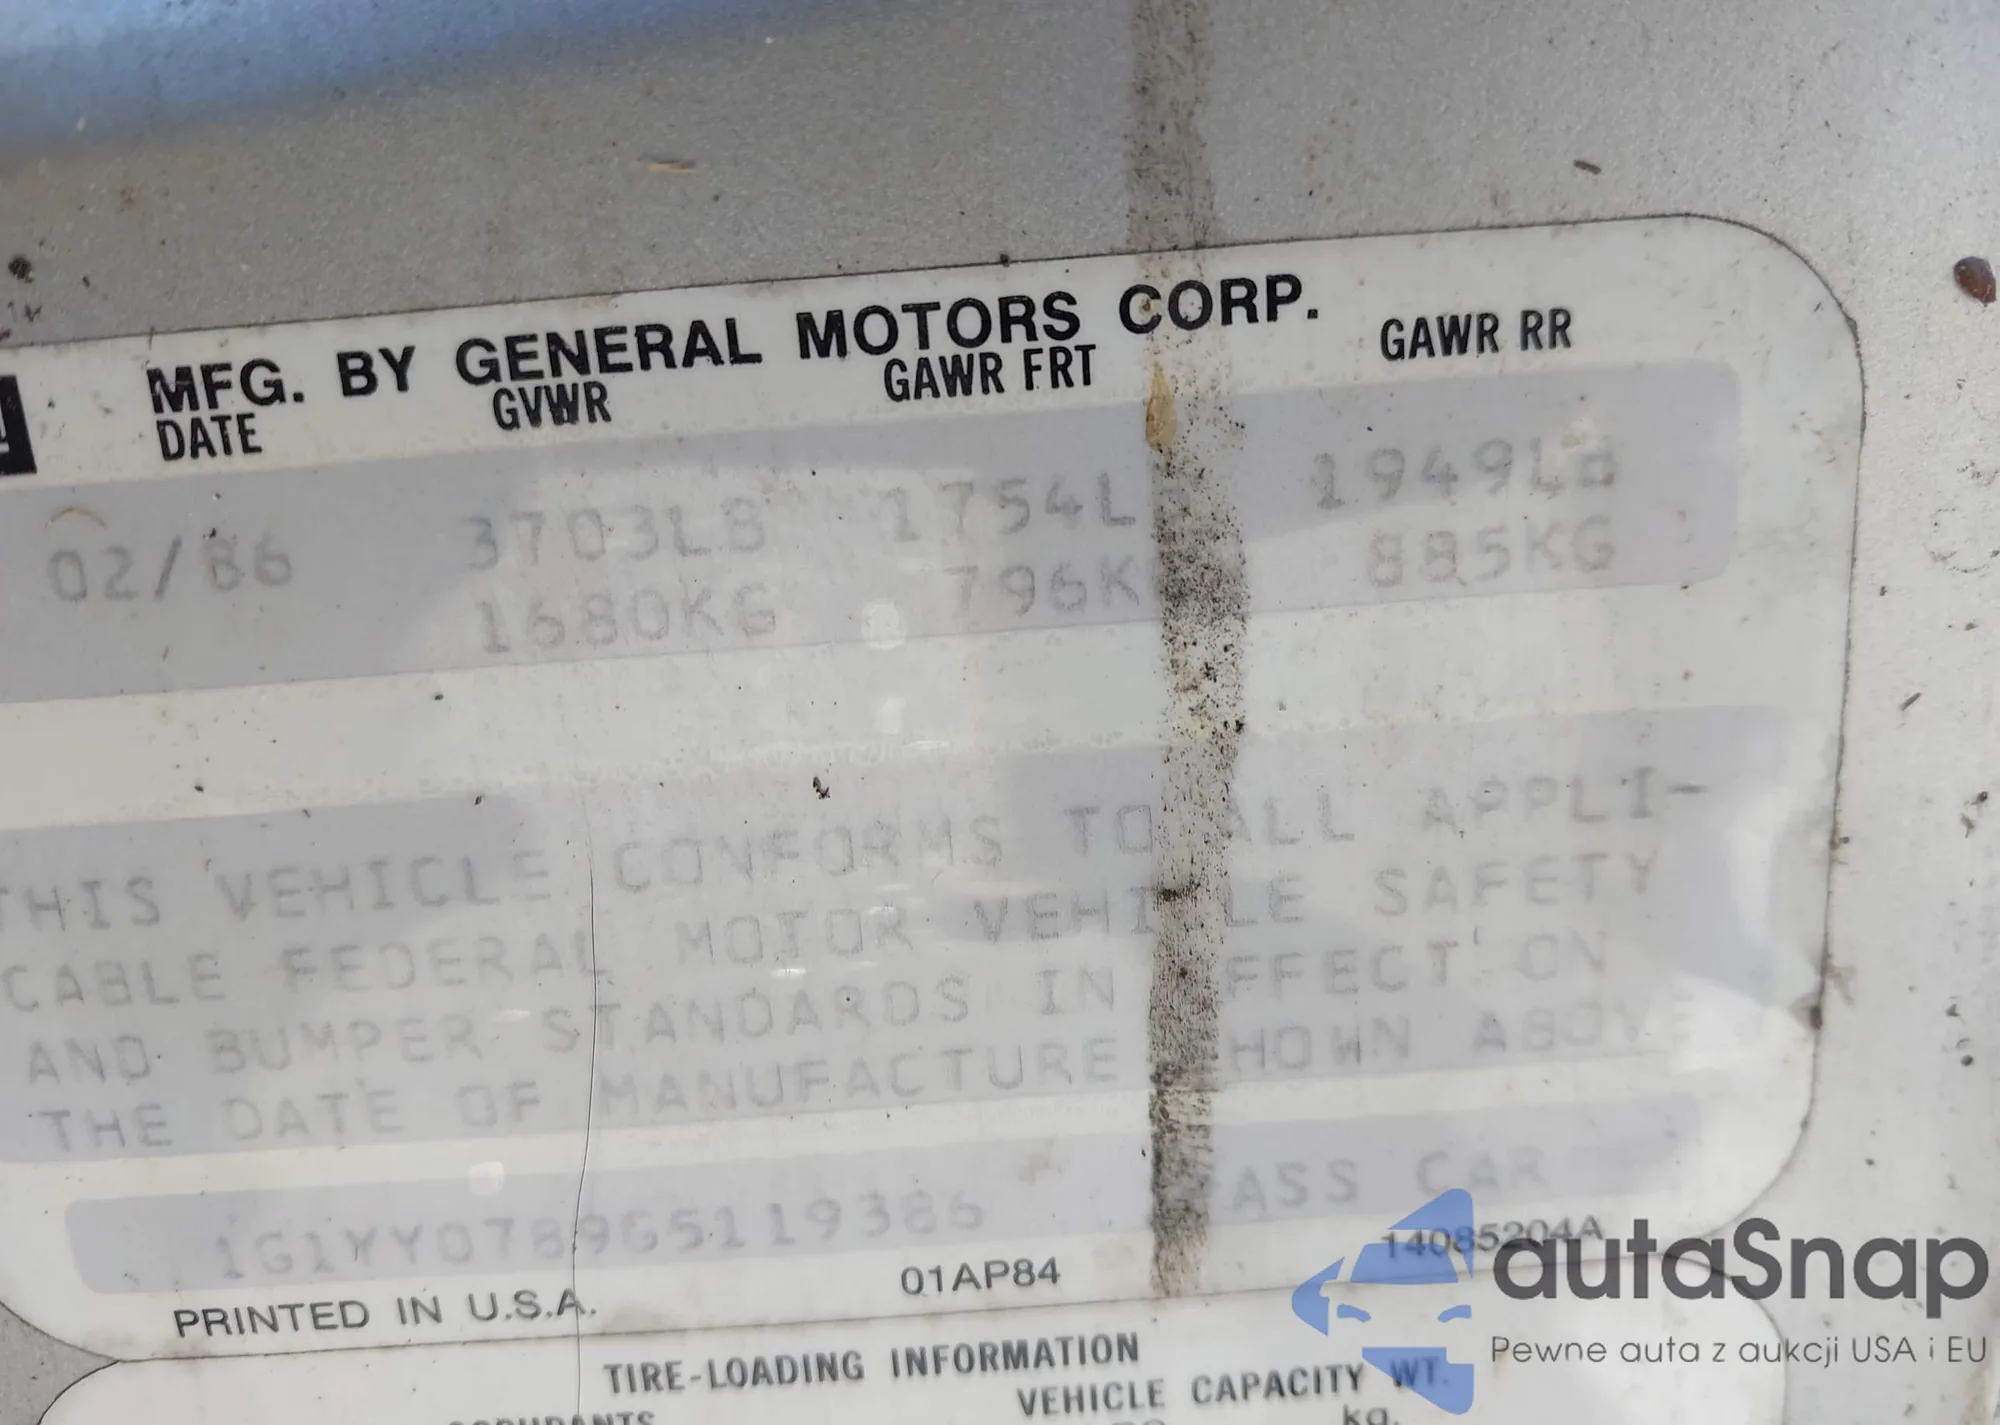 MFG. BY GENERAL MOTORS CORP.
DATE GVWR GAWR FRT GAWR RR
02/86 3703LB 1754L 1949LB
1680KG 796K 885KG
THIS VEHICLE CONFORMS TO ALL APPLI-
CABLE FEDERAL MOTOR VEHICLE SAFETY
AND BUMPER STANDARDS IN EFFECT ON
THE DATE OF MANUFACTURE SHOWN ABOVE
1G1YY0789G5119386 ASS CAR
PRINTED IN U.S.A. 01AP84 14085204A
TIRE-LOADING INFORMATION
VEHICLE CAPACITY WT.
kg.
autaSnap
Pewne auta z aukcji USA i EU